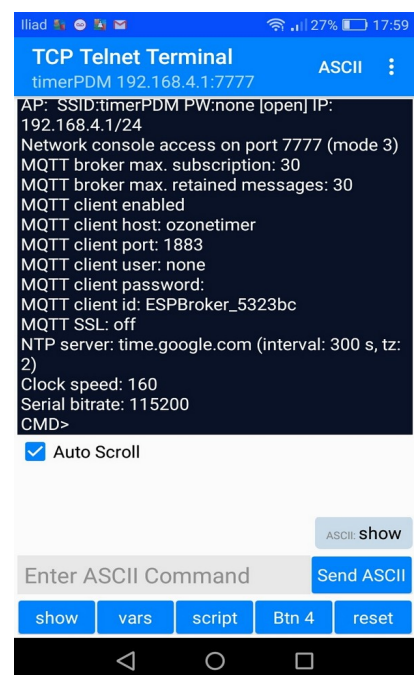 Iliad 27% 17:59
TCP Telnet Terminal
timerPDM 192.168.4.1:7777
ASCII
AP: SSID:timerPDM PW:none [open] IP:
192.168.4.1/24
Network console access on port 7777 (mode 3)
MQTT broker max. subscription: 30
MQTT broker max. retained messages: 30
MQTT client enabled
MQTT client host: ozonetimer
MQTT client port: 1883
MQTT client user: none
MQTT client password:
MQTT client id: ESPBroker_5323bc
MQTT SSL: off
NTP server: time.google.com (interval: 300 s, tz:
2)
Clock speed: 160
Serial bitrate: 115200
CMD>
Auto Scroll
ASCII: show
Enter ASCII Command
Send ASCII
show vars script Btn 4 reset